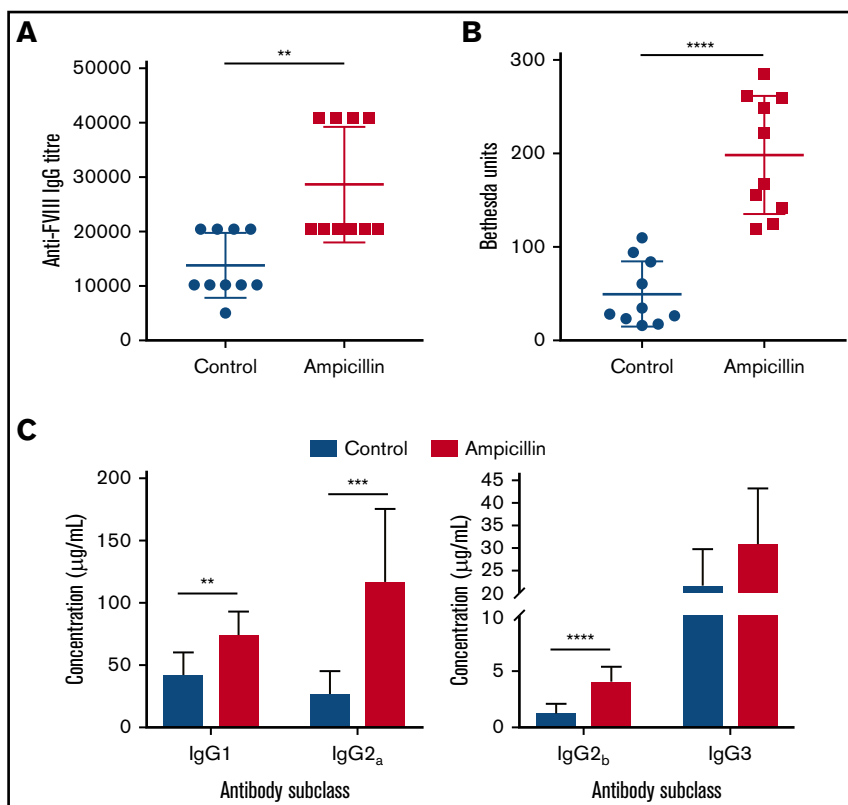 A
**
50000
40000
30000
20000
10000
0
Anti-FVIII IgG titre
Control Ampicillin
B
****
300
200
100
0
Bethesda units
Control Ampicillin
C
Control Ampicillin
200
150
100
50
0
Concentration (µg/mL)
**
***
IgG1 IgG2a
Antibody subclass
45
40
35
30
25
20
10
5
0
Concentration (µg/mL)
****
IgG2b IgG3
Antibody subclass